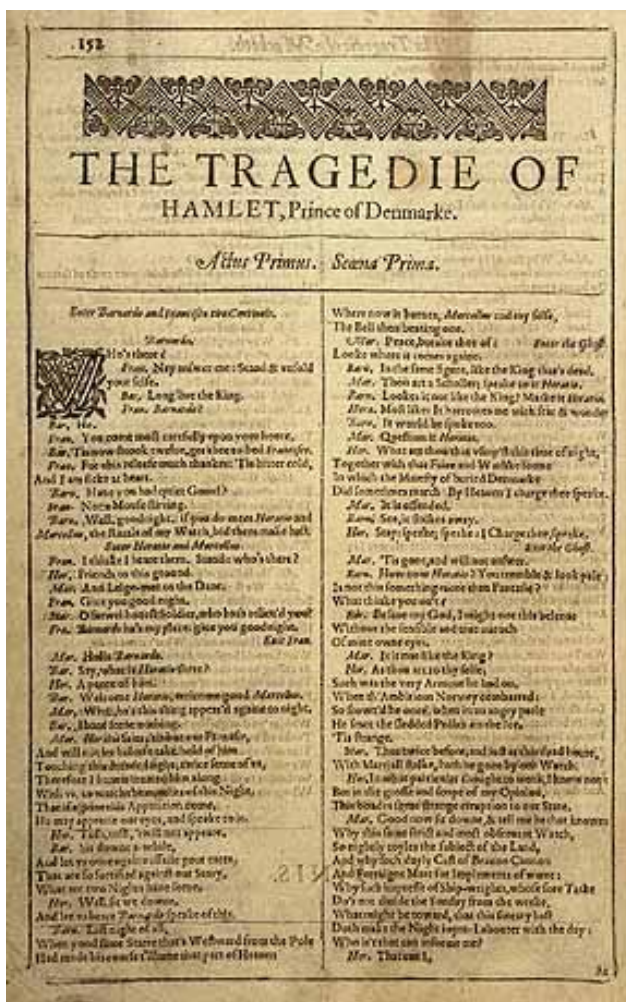 152
THE TRAGEDIE OF
HAMLET, Prince of Denmarke.
Actus Primus. Scœna Prima.
Enter Barnardo and Francisco two Centinels.
Barnardo.
WHo's there?
Fran. Nay answer me: Stand & vnfold
your selfe.
Bar. Long liue the King.
Fran. Barnardo?
Bar. He.
Fran. You come most carefully vpon your houre.
Bar. 'Tis now strook twelue, get thee to bed Francisco.
Fran. For this releefe much thankes: 'Tis bitter cold,
And I am sicke at heart.
Barn. Haue you had quiet Guard?
Fran. Not a Mouse stirring.
Barn. Well, goodnight. If you do meet Horatio and
Marcellus, the Riuals of my Watch, bid them make hast.
Enter Horatio and Marcellus.
Fran. I thinke I heare them. Stand: who's there?
Hor. Friends to this ground.
Mar. And Leige-men to the Dane.
Fran. Giue you good night.
Mar. O farwel honest Soldier, who hath relieu'd you?
Fra. Barnardo ha's my place: giue you goodnight.
Exit Fran.
Mar. Holla Barnardo.
Bar. Say, what is Horatio there?
Hor. A peece of him.
Bar. Welcome Horatio, welcome good Marcellus.
Mar. What, ha's this thing appear'd againe to night.
Bar. I haue seene nothing.
Mar. Horatio saies, 'tis but our Fantasie,
And will not let beleefe take hold of him
Touching this dreaded sight, twice seene of vs,
Therefore I haue intreated him along
With vs, to watch the minutes of this Night,
That if againe this Apparition come,
He may approue our eyes, and speake to it.
Hor. Tush, tush, 'twill not appeare.
Bar. Sit downe a-while,
And let vs once againe assaile your eares,
That are so fortified against our Story,
What we two Nights haue seene.
Hor. Well, sit we downe,
And let vs heare Barnardo speake of this.
Barn. Last night of all,
When yond same Starre that's Westward from the Pole
Had made his course t'illume that part of Heauen
Where now it burnes, Marcellus and my selfe,
The Bell then beating one.
Mar. Peace, breake thee of: Enter the Ghost.
Looke where it comes againe.
Barn. In the same figure, like the King that's dead.
Mar. Thou art a Scholler; speake to it Horatio.
Barn. Lookes it not like the King? Marke it Horatio.
Hora. Most like: It harrowes me with fear & wonder
Barn. It would be spoke too.
Mar. Question it Horatio.
Hor. What art thou that vsurp'st this time of night,
Together with that Faire and Warlike forme
In which the Maiesty of buried Denmarke
Did sometimes march: By Heauen I charge thee speake.
Mar. It is offended.
Barn. See, it stalkes away.
Hor. Stay: speake; speake: I Charge thee, speake.
Exit the Ghost.
Mar. 'Tis gone, and will not answer.
Barn. How now Horatio? You tremble & look pale:
Is not this something more then Fantasie?
What thinke you on't?
Hor. Before my God, I might not this beleeue
Without the sensible and true auouch
Of mine owne eyes.
Mar. Is it not like the King?
Hor. As thou art to thy selfe,
Such was the very Armour he had on,
When th'Ambitious Norwey combatted:
So frown'd he once, when in an angry parle
He smot the sledded Pollax on the Ice.
'Tis strange.
Mar. Thus twice before, and iust at this dead houre,
With Martiall stalke, hath he gone by our Watch.
Hor. In what particular thought to work, I know not:
But in the grosse and scope of my Opinion,
This boades some strange erruption to our State.
Mar. Good now sit downe, & tell me he that knowes
Why this same strict and most obseruant Watch,
So nightly toyles the subiect of the Land,
And why such dayly Cast of Brazon Cannon
And Forraigne Mart for Implements of warre:
Why such impresse of Ship-wrights, whose sore Taske
Do's not diuide the Sunday from the weeke,
What might be toward, that this sweaty hast
Doth make the Night ioynt-Labourer with the day:
Who is't that can informe me?
Hor. That can I,